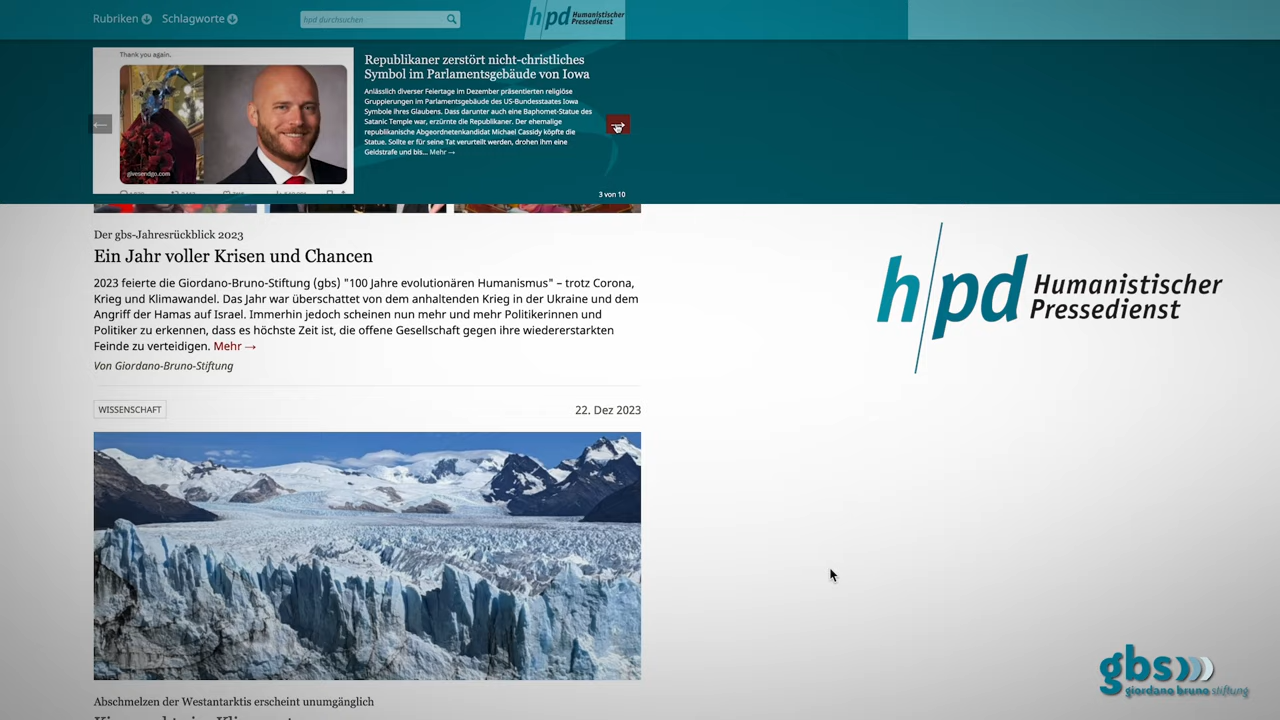 Rubriken Schlagworte
hpd durchsuchen
h/pd Humanistischer
Pressedienst
Thank you again.
givesendgo.com
Republikaner zerstört nicht-christliches
Symbol im Parlamentsgebäude von Iowa
Anlässlich diverser Feiertage im Dezember präsentierten religiöse
Gruppierungen im Parlamentsgebäude des US-Bundesstaates Iowa
Symbole ihres Glaubens. Dass darunter auch eine Baphomet-Statue des
Satanic Temple war, erzürnte die Republikaner. Der ehemalige
republikanische Abgeordnetenkandidat Michael Cassidy köpfte die
Statue. Sollte er für seine Tat verurteilt werden, drohen ihm eine
Geldstrafe und bis... Mehr →
3 von 10
Der gbs-Jahresrückblick 2023
Ein Jahr voller Krisen und Chancen
2023 feierte die Giordano-Bruno-Stiftung (gbs) "100 Jahre evolutionären Humanismus" – trotz Corona,
Krieg und Klimawandel. Das Jahr war überschattet von dem anhaltenden Krieg in der Ukraine und dem
Angriff der Hamas auf Israel. Immerhin scheinen nun mehr und mehr Politikerinnen und
Politiker zu erkennen, dass es höchste Zeit ist, die offene Gesellschaft gegen ihre wiedererstarkten
Feinde zu verteidigen. Mehr →
Von Giordano-Bruno-Stiftung
WISSENSCHAFT 22. Dez 2023
Abschmelzen der Westantarktis erscheint unumgänglich
h/pd Humanistischer
Pressedienst
gbs
giordano bruno stiftung